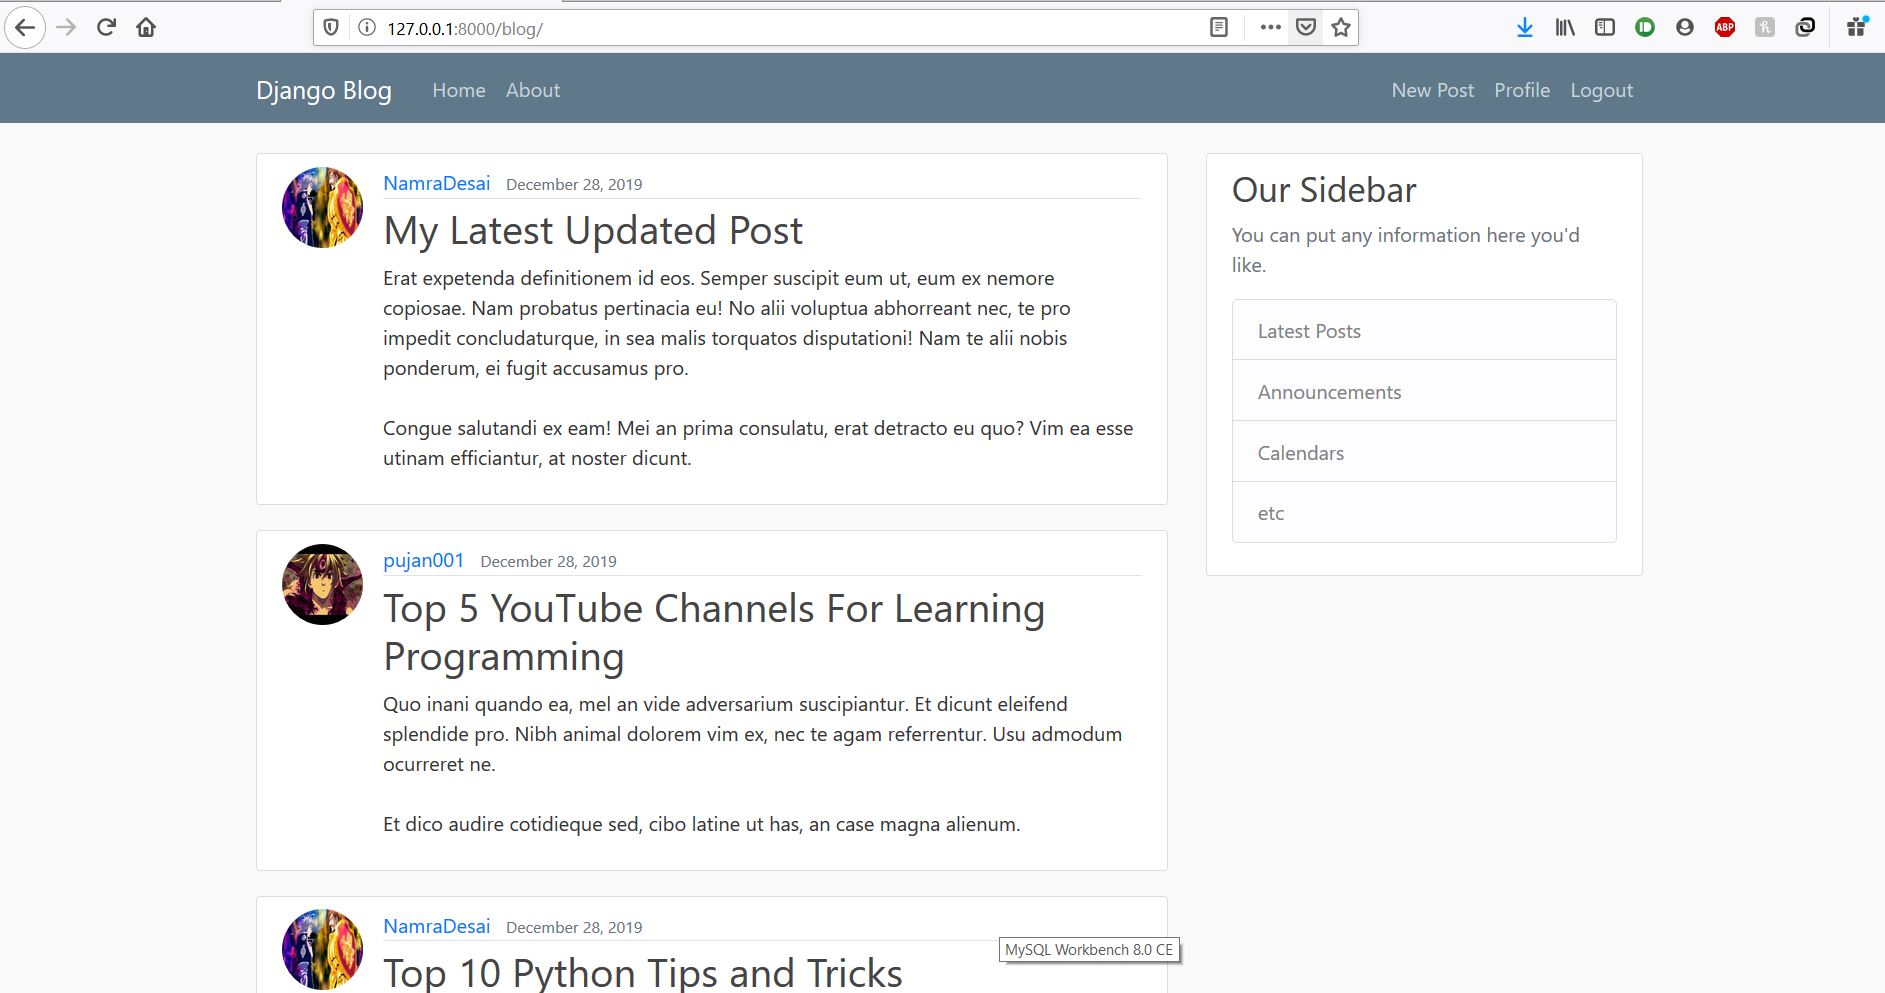 127.0.0.1:8000/blog/
ABP
Django Blog Home About New Post Profile Logout
NamraDesai December 28, 2019
My Latest Updated Post
Erat expetenda definitionem id eos. Semper suscipit eum ut, eum ex nemore
copiosae. Nam probatus pertinacia eu! No alii voluptua abhorreant nec, te pro
impedit concludaturque, in sea malis torquatos disputationi! Nam te alii nobis
ponderum, ei fugit accusamus pro.
Congue salutandi ex eam! Mei an prima consulatu, erat detracto eu quo? Vim ea esse
utinam efficiantur, at noster dicunt.
pujan001 December 28, 2019
Top 5 YouTube Channels For Learning
Programming
Quo inani quando ea, mel an vide adversarium suscipiantur. Et dicunt eleifend
splendide pro. Nibh animal dolorem vim ex, nec te agam referrentur. Usu admodum
ocurreret ne.
Et dico audire cotidieque sed, cibo latine ut has, an case magna alienum.
NamraDesai December 28, 2019
Top 10 Python Tips and Tricks
MySQL Workbench 8.0 CE
Our Sidebar
You can put any information here you'd
like.
Latest Posts
Announcements
Calendars
etc